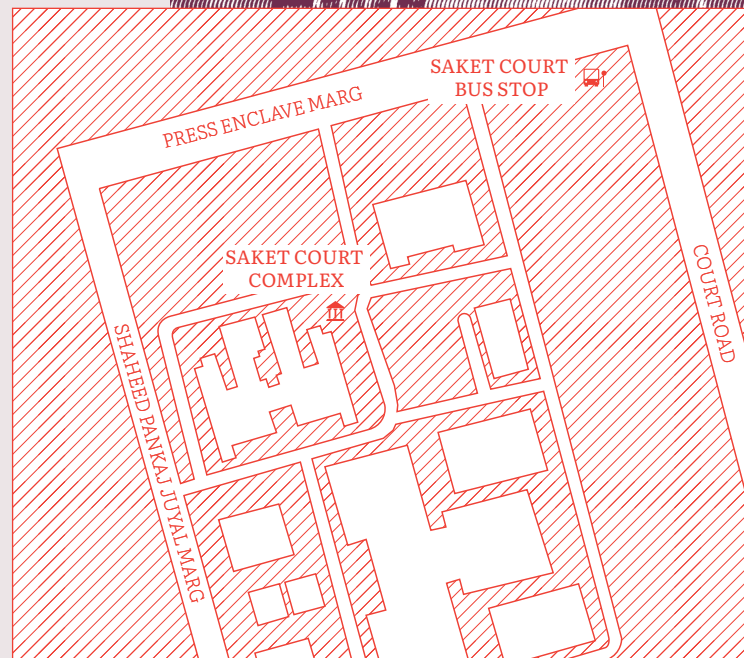 SAKET COURT
BUS STOP
PRESS ENCLAVE MARG
SAKET COURT
COMPLEX
COURT ROAD
SHAHEED PANKAJ JUYAL MARG